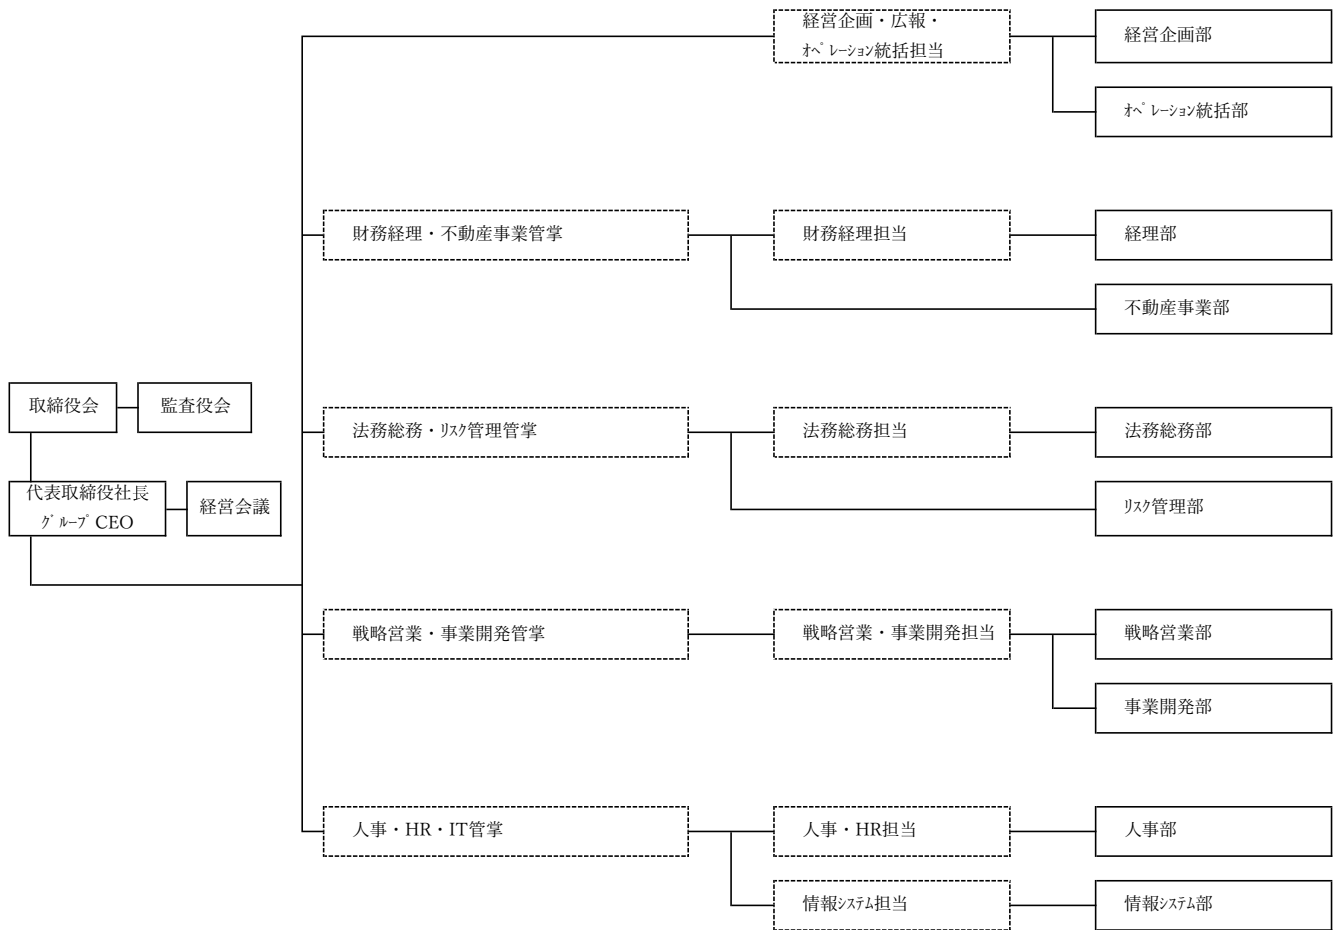 経営企画・広報・
ｵﾍﾟﾚｰｼｮﾝ統括担当
経営企画部
ｵﾍﾟﾚｰｼｮﾝ統括部
財務経理・不動産事業管掌
財務経理担当
経理部
不動産事業部
取締役会
監査役会
法務総務・ﾘｽｸ管理管掌
法務総務担当
法務総務部
代表取締役社長
ｸﾞﾙｰﾌﾟCEO
経営会議
ﾘｽｸ管理部
戦略営業・事業開発管掌
戦略営業・事業開発担当
戦略営業部
事業開発部
人事・HR・IT管掌
人事・HR担当
人事部
情報ｼｽﾃﾑ担当
情報ｼｽﾃﾑ部